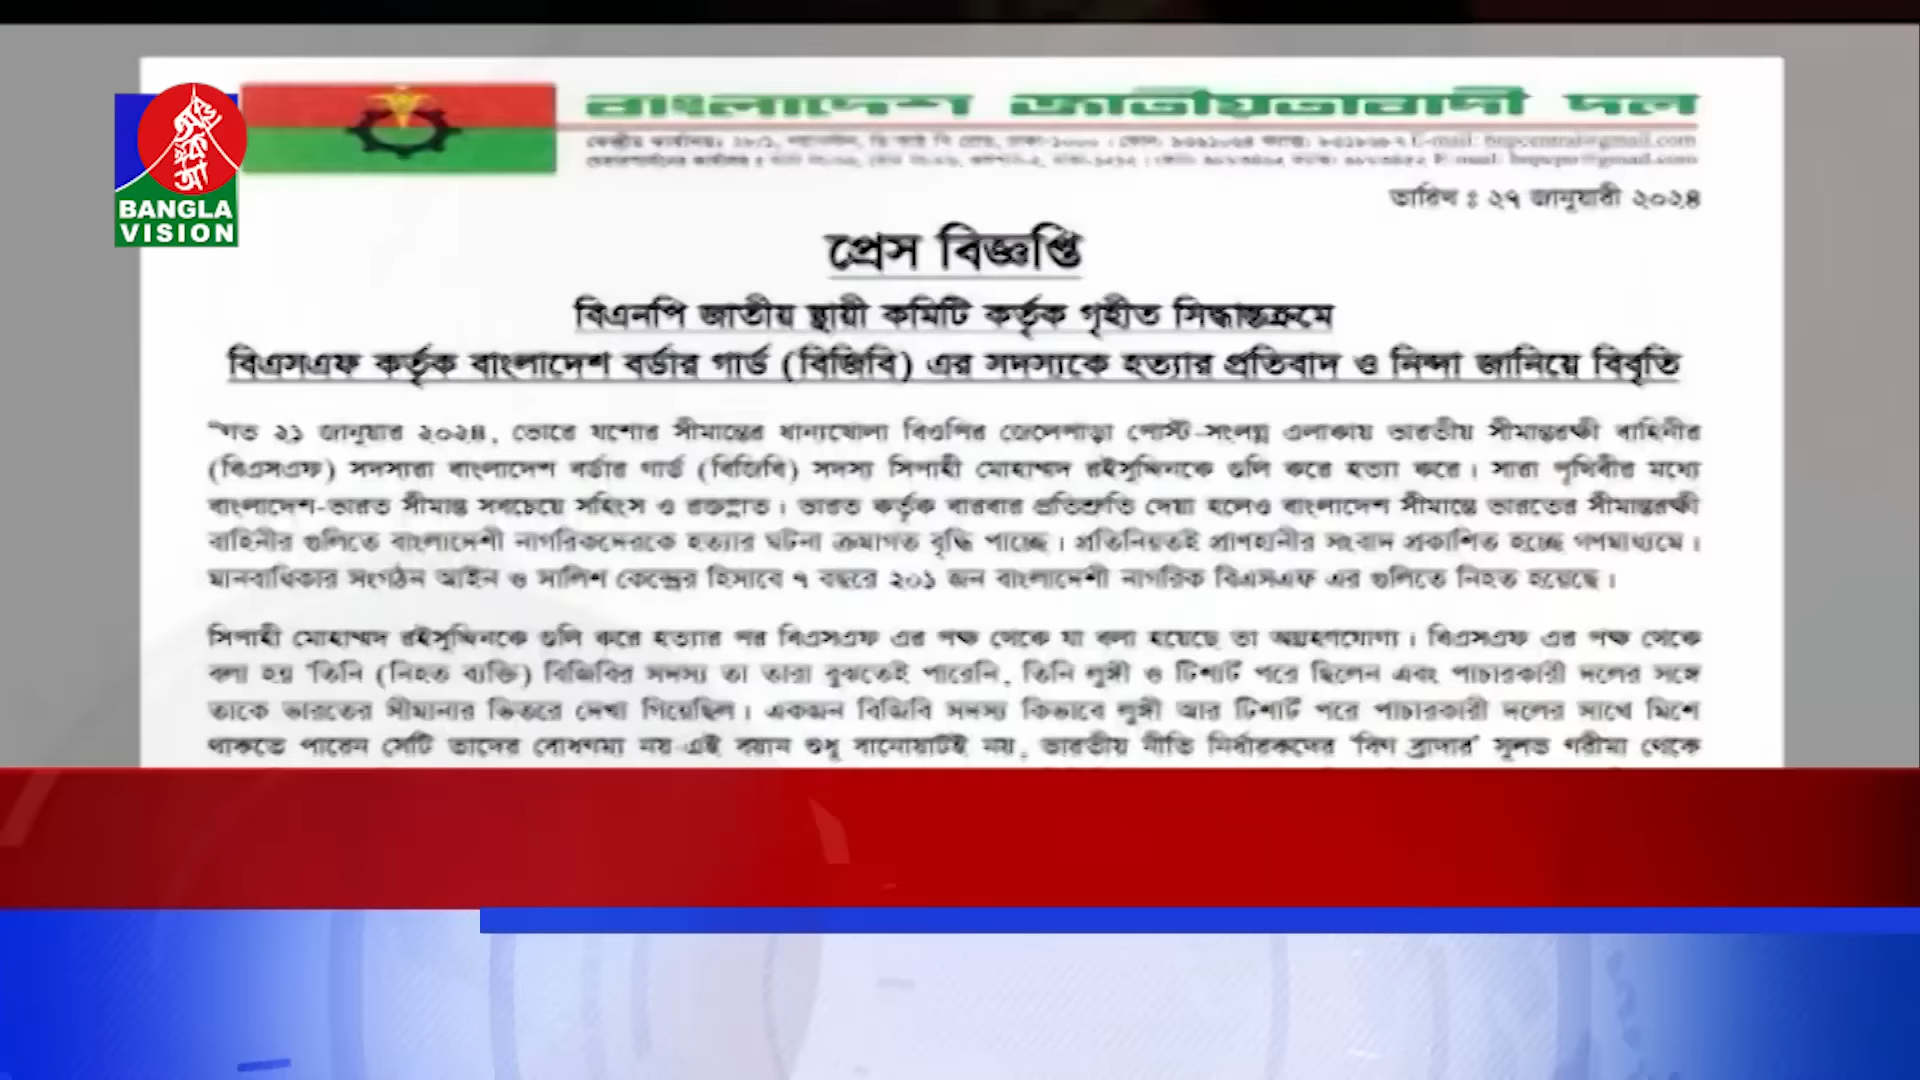 BANGLA
VISION
বাংলাদেশ জাতীয়তাবাদী দল
তারিখ : ২৭ জানুয়ারী ২০২৪
প্রেস বিজ্ঞপ্তি
বিএনপি জাতীয় স্থায়ী কমিটি কর্তৃক গৃহীত সিদ্ধান্তক্রমে
বিএসএফ কর্তৃক বাংলাদেশ বর্ডার গার্ড (বিজিবি) এর সদস্যকে হত্যার প্রতিবাদ ও নিন্দা জানিয়ে বিবৃতি
"গত ২১ জানুয়ার ২০২৪, ভোরে যশোর সীমান্তের ধান্যখোলা বিওপির জেলেপাড়া পোস্ট-সংলগ্ন এলাকায় ভারতীয় সীমান্তরক্ষী বাহিনীর
(বিএসএফ) সদস্যরা বাংলাদেশ বর্ডার গার্ড (বিজিবি) সদস্য সিপাহী মোহাম্মদ রইসুদ্দিনকে গুলি করে হত্যা করে। সারা পৃথিবীর মধ্যে
বাংলাদেশ-ভারত সীমান্ত সবচেয়ে সহিংস ও রক্তস্নাত। ভারত কর্তৃক বারবার প্রতিশ্রুতি দেয়া হলেও বাংলাদেশ সীমান্তে ভারতের সীমান্তরক্ষী
বাহিনীর গুলিতে বাংলাদেশী নাগরিকদেরকে হত্যার ঘটনা ক্রমাগত বৃদ্ধি পাচ্ছে। প্রতিনিয়তই প্রাণহানীর সংবাদ প্রকাশিত হচ্ছে গণমাধ্যমে।
মানবাধিকার সংগঠন আইন ও সালিশ কেন্দ্রের হিসাবে ৭ বছরে ২০১ জন বাংলাদেশী নাগরিক বিএসএফ এর গুলিতে নিহত হয়েছে।
সিপাহী মোহাম্মদ রইসুদ্দিনকে গুলি করে হত্যার পর বিএসএফ এর পক্ষ থেকে যা বলা হয়েছে তা অগ্রহণযোগ্য। বিএসএফ এর পক্ষ থেকে
বলা হয় 'তিনি (নিহত ব্যক্তি) বিজিবির সদস্য তা তারা বুঝতেই পারেনি, তিনি লুঙ্গী ও টিশার্ট পরে ছিলেন এবং পাচারকারী দলের সঙ্গে
তাকে ভারতের সীমানার ভিতরে দেখা গিয়েছিল। একজন বিজিবি সদস্য কিভাবে লুঙ্গী আর টিশার্ট পরে পাচারকারী দলের সাথে মিশে
থাকতে পারেন সেটি তাদের বোধগম্য নয় এই বয়ান শুধু বানোয়াটই নয়, ভারতীয় নীতি নির্ধারকদের 'বিগ ব্রাদার' সুলভ গরীমা থেকে